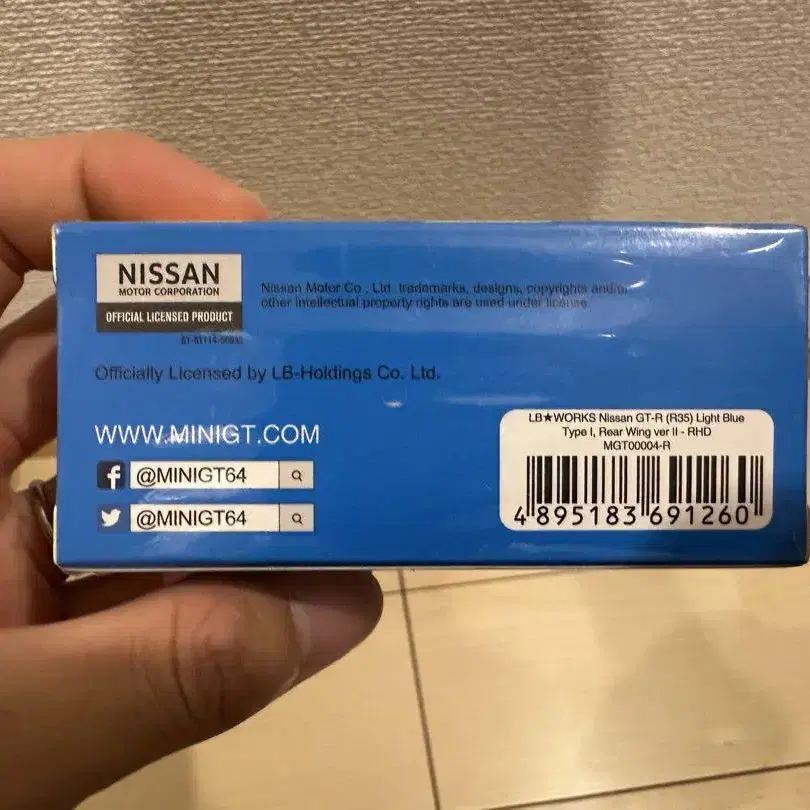 NISSAN
MOTOR CORPORATION
OFFICIAL LICENSED PRODUCT
Nissan Motor Co., Ltd. trademarks, designs, copyrights and/or
other intellectual property rights are used under license
Officially Licensed by LB-Holdings Co. Ltd.
WWW.MINIGT.COM
@MINIGT64
@MINIGT64
LB★WORKS Nissan GT-R (R35) Light Blue
Type I, Rear Wing ver II - RHD
MGT00004-R
4 895183 691260